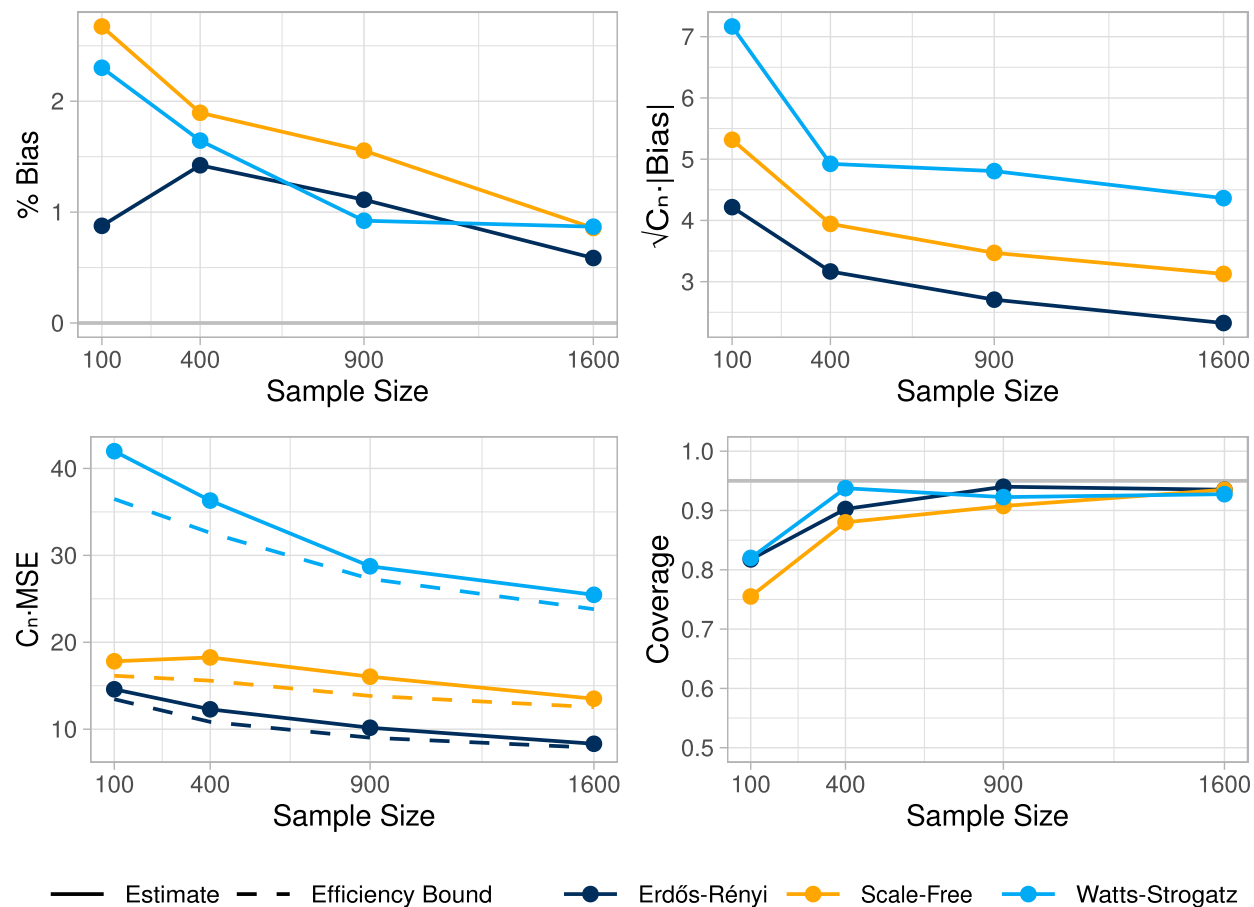 % Bias
2
1
0
100 400 900 1600
Sample Size
√Cₙ·|Bias|
7
6
5
4
3
100 400 900 1600
Sample Size
Cₙ·MSE
40
30
20
10
100 400 900 1600
Sample Size
Coverage
1.0
0.9
0.8
0.7
0.6
0.5
100 400 900 1600
Sample Size
Estimate Efficiency Bound Erdős-Rényi Scale-Free Watts-Strogatz